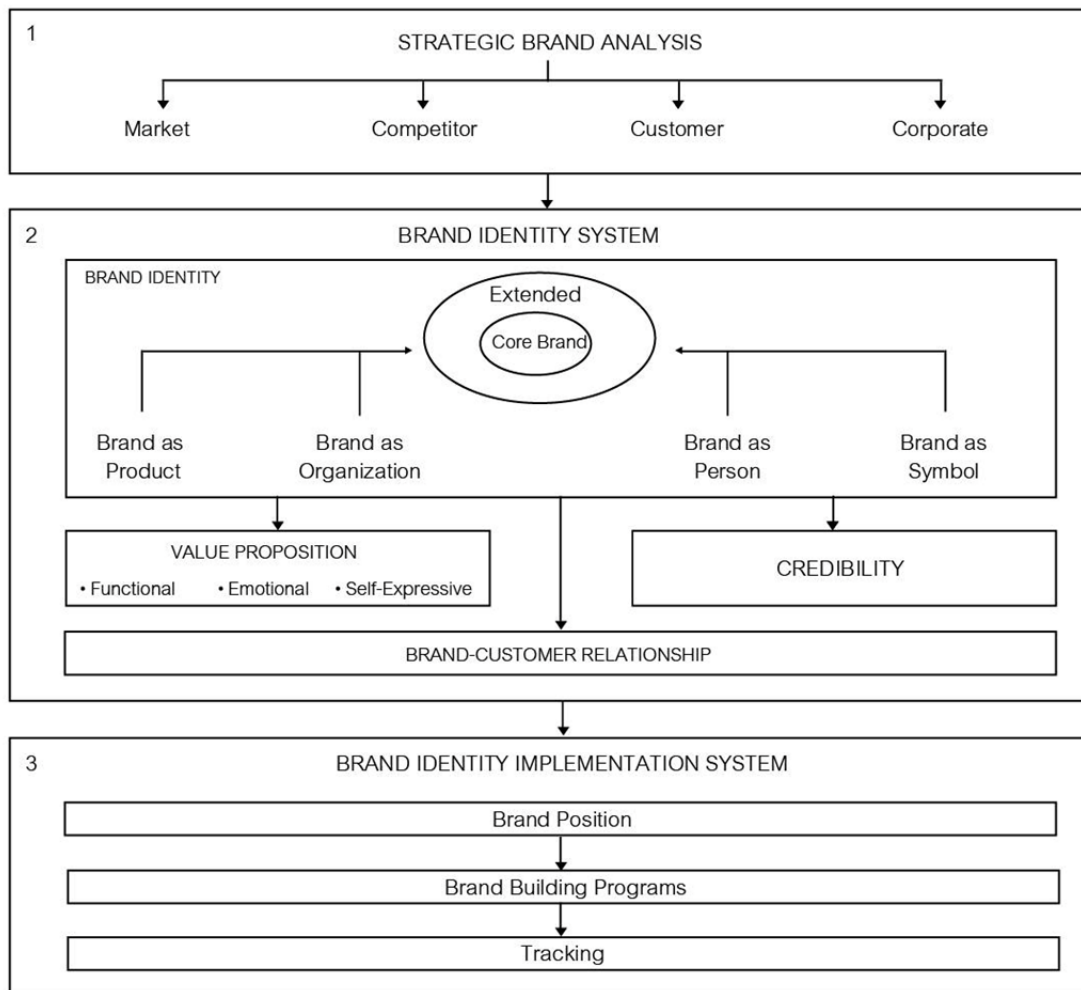 1
STRATEGIC BRAND ANALYSIS
Market
Competitor
Customer
Corporate
2
BRAND IDENTITY SYSTEM
BRAND IDENTITY
Extended
Core Brand
Brand as
Product
Brand as
Organization
Brand as
Person
Brand as
Symbol
VALUE PROPOSITION
• Functional • Emotional • Self-Expressive
CREDIBILITY
BRAND-CUSTOMER RELATIONSHIP
3
BRAND IDENTITY IMPLEMENTATION SYSTEM
Brand Position
Brand Building Programs
Tracking